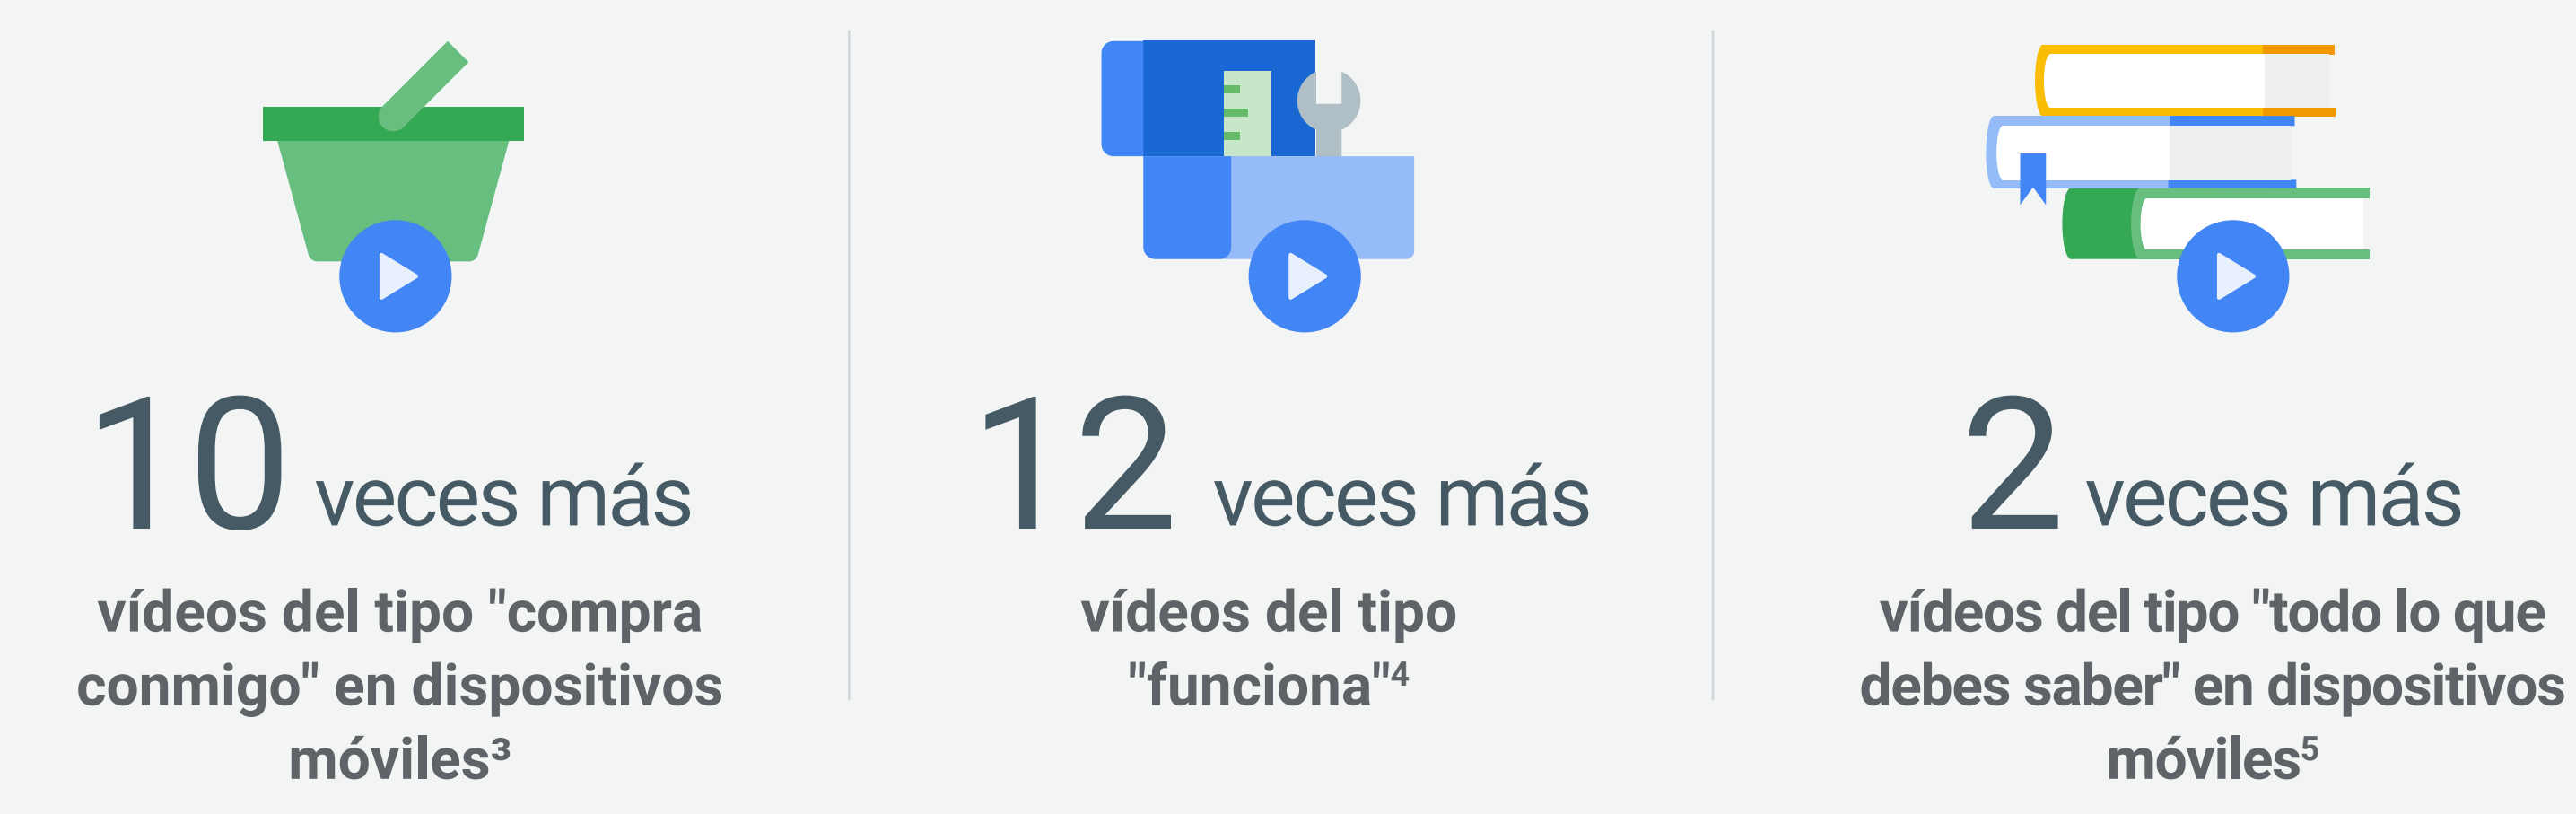 10 veces más
vídeos del tipo "compra
conmigo" en dispositivos
móviles³
12 veces más
vídeos del tipo
"funciona"⁴
2 veces más
vídeos del tipo "todo lo que
debes saber" en dispositivos
móviles⁵